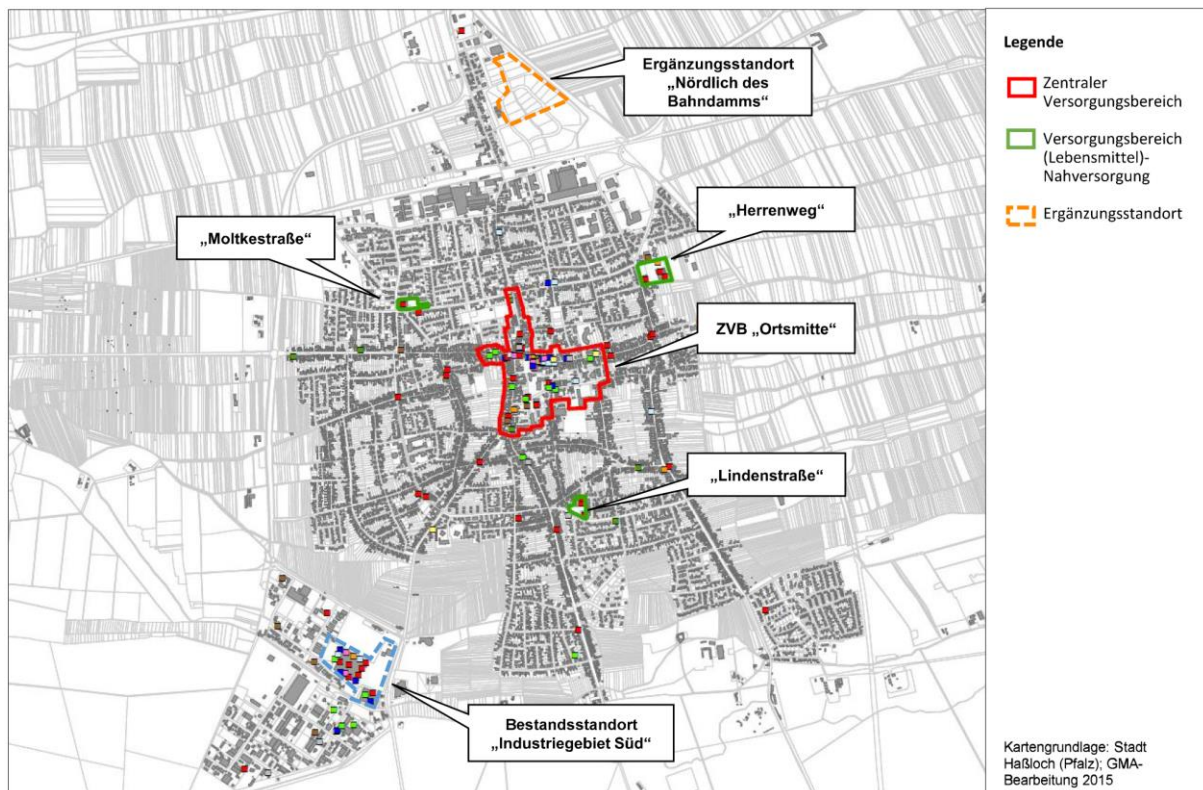 Ergänzungsstandort
„Nördlich des
Bahndamms“
„Herrenweg“
„Moltkestraße“
ZVB „Ortsmitte“
„Lindenstraße“
Bestandsstandort
„Industriegebiet Süd“
Legende
Zentraler
Versorgungsbereich
Versorgungsbereich
(Lebensmittel)-
Nahversorgung
Ergänzungsstandort
Kartengrundlage: Stadt
Haßloch (Pfalz); GMA-
Bearbeitung 2015